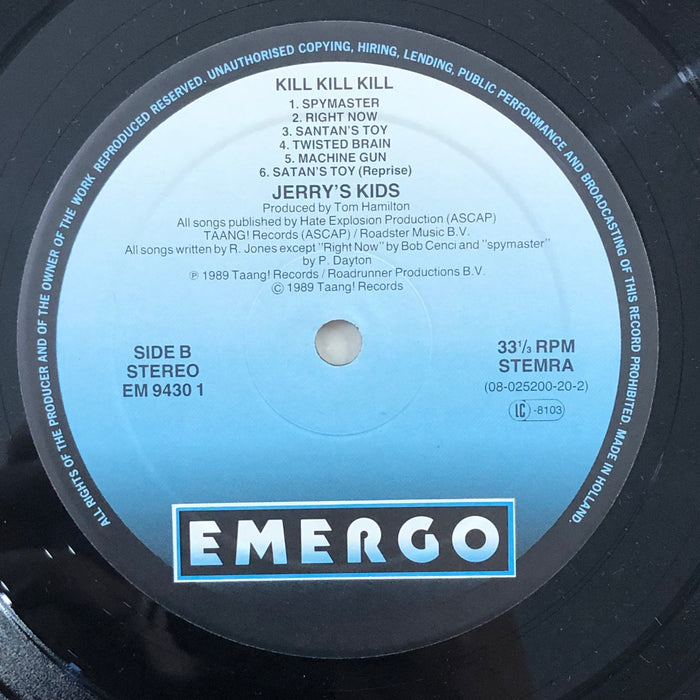 ALL RIGHTS OF THE PRODUCER AND OF THE OWNER OF THE WORK REPRODUCED RESERVED. UNAUTHORISED COPYING, HIRING, LENDING, PUBLIC PERFORMANCE AND BROADCASTING OF THIS RECORD PROHIBITED. MADE IN HOLLAND.
KILL KILL KILL
1. SPYMASTER
2. RIGHT NOW
3. SANTAN'S TOY
4. TWISTED BRAIN
5. MACHINE GUN
6. SATAN'S TOY (Reprise)
JERRY'S KIDS
Produced by Tom Hamilton
All songs published by Hate Explosion Production (ASCAP)
TAANG! Records (ASCAP) / Roadster Music B.V.
All songs written by R. Jones except "Right Now" by Bob Cenci and "spymaster"
by P. Dayton
℗ 1989 Taang! Records / Roadrunner Productions B.V.
© 1989 Taang! Records
SIDE B
STEREO
EM 9430 1
33 1/3 RPM
STEMRA
(08-025200-20-2)
LC -8103
EMERGO